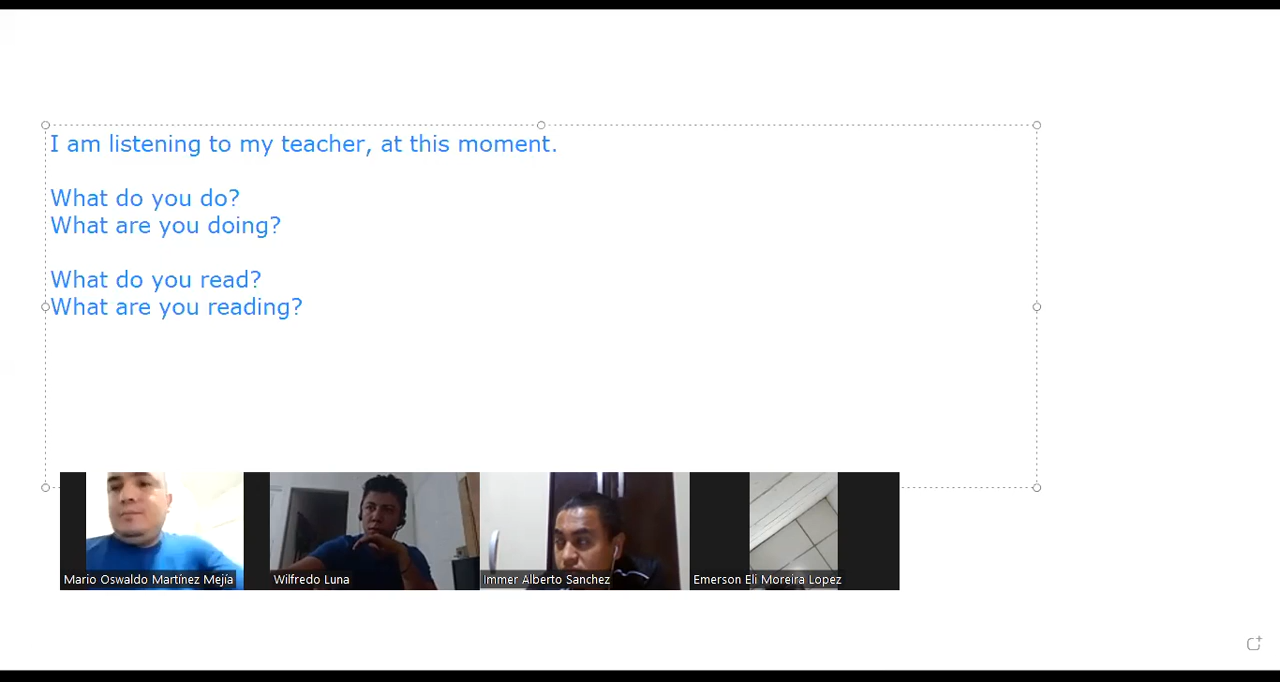 I am listening to my teacher, at this moment.
What do you do?
What are you doing?
What do you read?
What are you reading?
Mario Oswaldo Martínez Mejía
Wilfredo Luna
Immer Alberto Sanchez
Emerson Eli Moreira Lopez